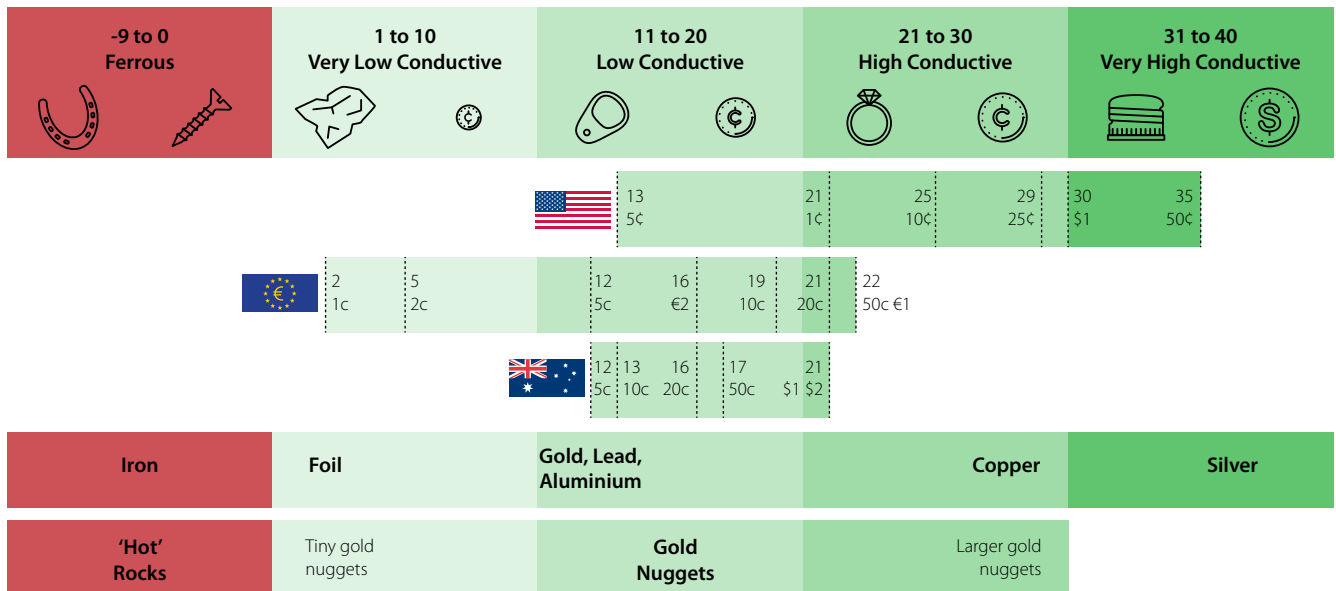 -9 to 0
Ferrous
1 to 10
Very Low Conductive
11 to 20
Low Conductive
21 to 30
High Conductive
31 to 40
Very High Conductive
¢
¢
¢
$
13 21 25 29 30 35
5¢ 1¢ 10¢ 25¢ $1 50¢
€
2 5 12 16 19 21 22
1c 2c 5c €2 10c 20c 50c €1
12 13 16 17 21
5c 10c 20c 50c $1 $2
Iron
Foil
Gold, Lead,
Aluminium
Copper
Silver
‘Hot’
Rocks
Tiny gold
nuggets
Gold
Nuggets
Larger gold
nuggets